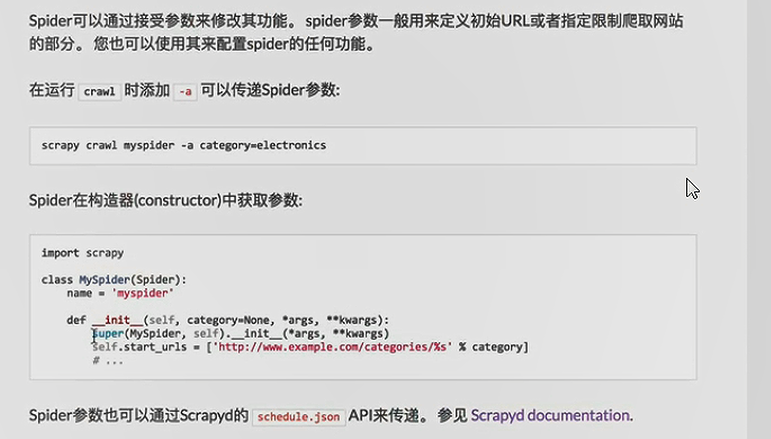 Spider可以通过接受参数来修改其功能。 spider参数一般用来定义初始URL或者指定限制爬取网站
的部分。 您也可以使用其来配置spider的任何功能。
在运行 crawl 时添加 -a 可以传递Spider参数:
scrapy crawl myspider -a category=electronics
Spider在构造器(constructor)中获取参数:
import scrapy
class MySpider(Spider):
    name = 'myspider'
    def __init__(self, category=None, *args, **kwargs):
        super(MySpider, self).__init__(*args, **kwargs)
        self.start_urls = ['http://www.example.com/categories/%s' % category]
        # ...
Spider参数也可以通过Scrapyd的 schedule.json API来传递。 参见 Scrapyd documentation.